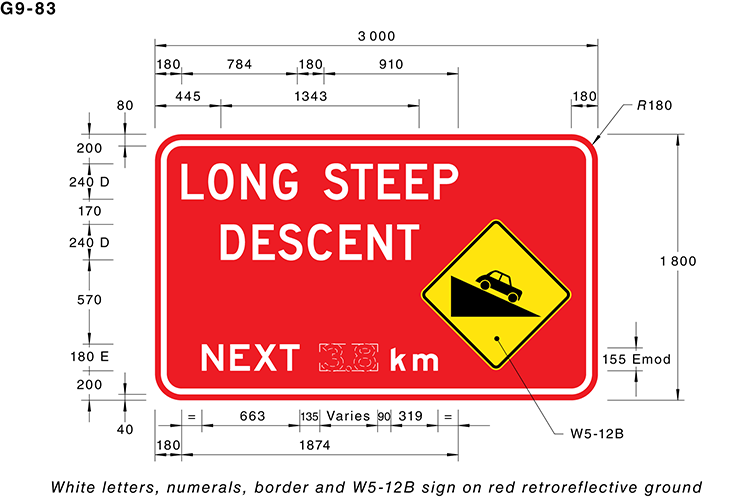 G9-83
3 000
180 784 180 910
445 1343 180
80
R180
200
240 D
170
240 D
570
180 E
200
40
LONG STEEP
DESCENT
NEXT 3.8 km
1 800
155 Emod
= 663 135 Varies 90 319 =
180 1874
W5-12B
White letters, numerals, border and W5-12B sign on red retroreflective ground